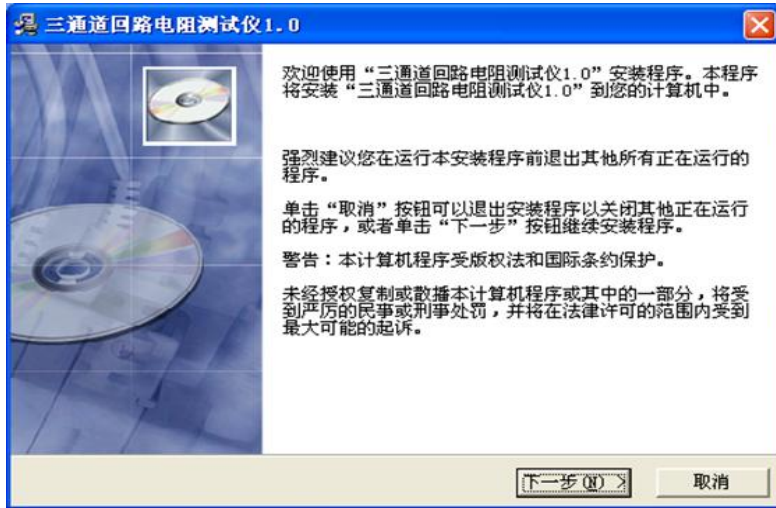 三通道回路电阻测试仪1.0
欢迎使用“三通道回路电阻测试仪1.0”安装程序。本程序
将安装“三通道回路电阻测试仪1.0”到您的计算机中。
强烈建议您在运行本安装程序前退出其他所有正在运行的
程序。
单击“取消”按钮可以退出安装程序以关闭其他正在运行
的程序，或者单击“下一步”按钮继续安装程序。
警告：本计算机程序受版权法和国际条约保护。
未经授权复制或散播本计算机程序或其中的一部分，将受
到严厉的民事或刑事处罚，并将在法律许可的范围内受到
最大可能的起诉。
下一步(N) >
取消